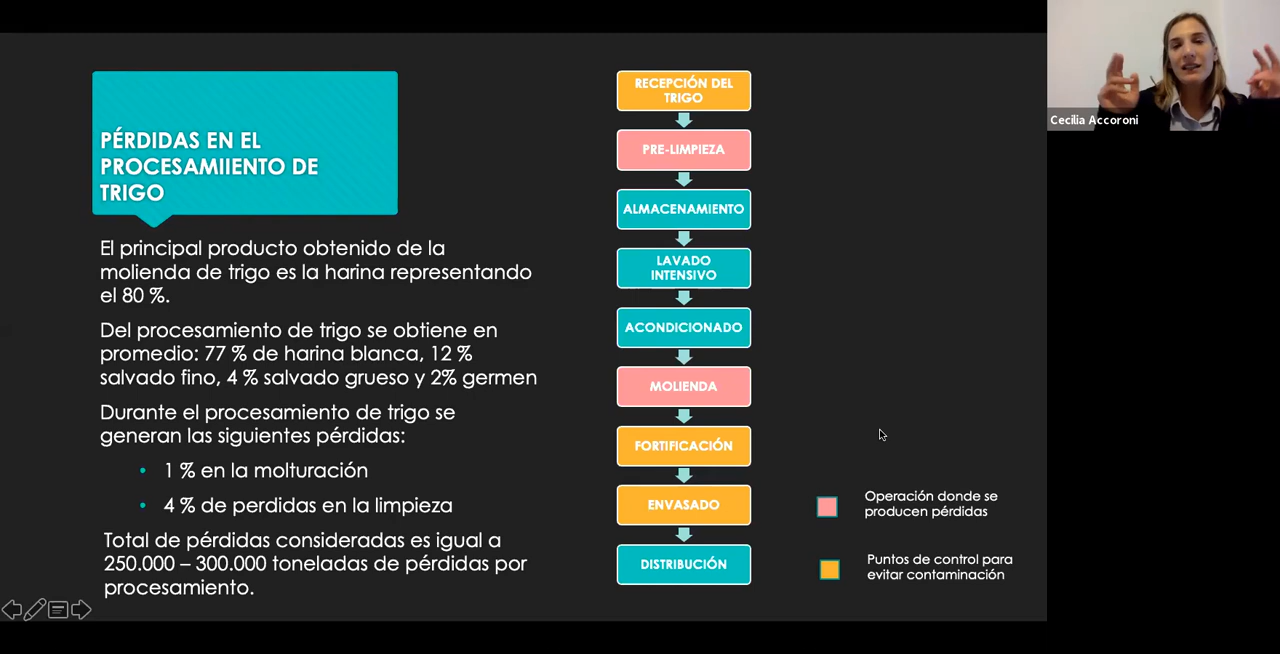 PÉRDIDAS EN EL
PROCESAMIIENTO DE
TRIGO
El principal producto obtenido de la
molienda de trigo es la harina representando
el 80 %.
Del procesamiento de trigo se obtiene en
promedio: 77 % de harina blanca, 12 %
salvado fino, 4 % salvado grueso y 2% germen
Durante el procesamiento de trigo se
generan las siguientes pérdidas:
• 1 % en la molturación
• 4 % de perdidas en la limpieza
Total de pérdidas consideradas es igual a
250.000 – 300.000 toneladas de pérdidas por
procesamiento.
RECEPCIÓN DEL
TRIGO
PRE-LIMPIEZA
ALMACENAMIENTO
LAVADO
INTENSIVO
ACONDICIONADO
MOLIENDA
FORTIFICACIÓN
ENVASADO
DISTRIBUCIÓN
Operación donde se
producen pérdidas
Puntos de control para
evitar contaminación
Cecilia Accoroni